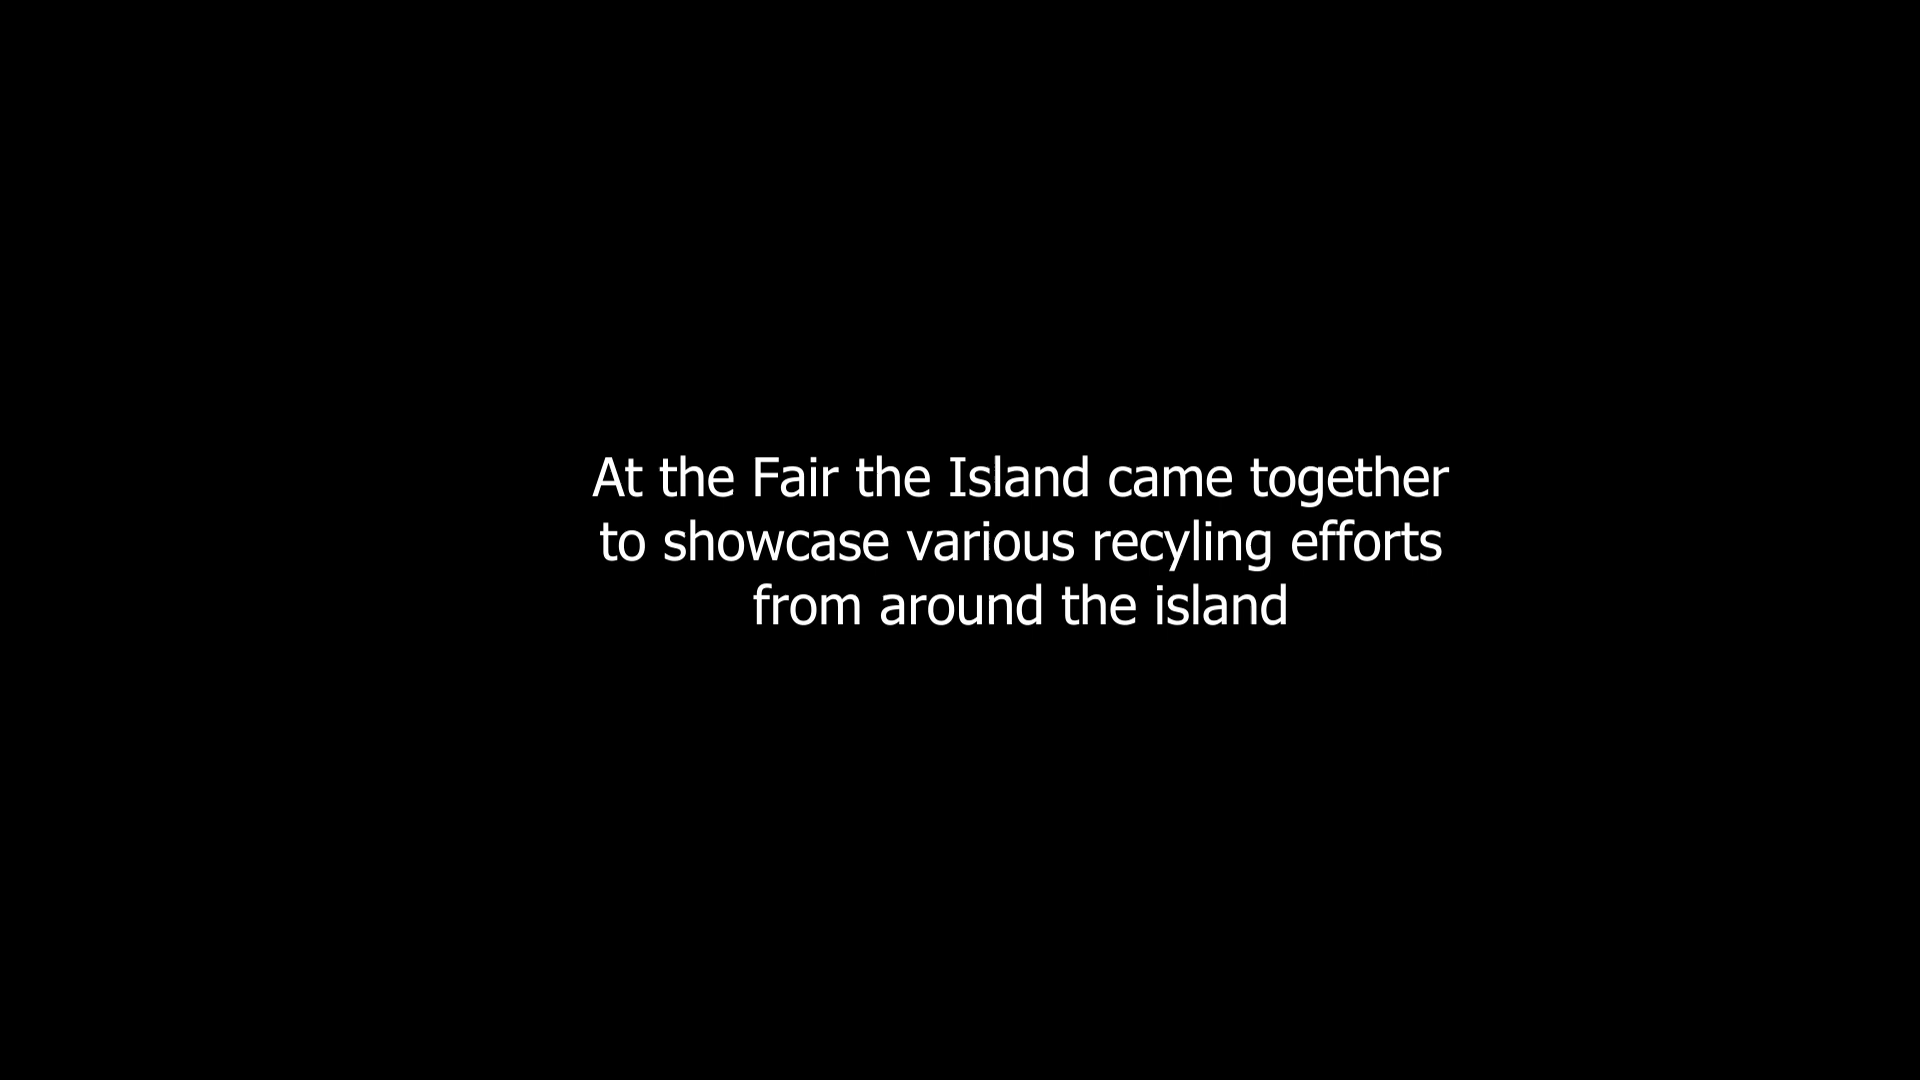 At the Fair the Island came together
to showcase various recyling efforts
from around the island